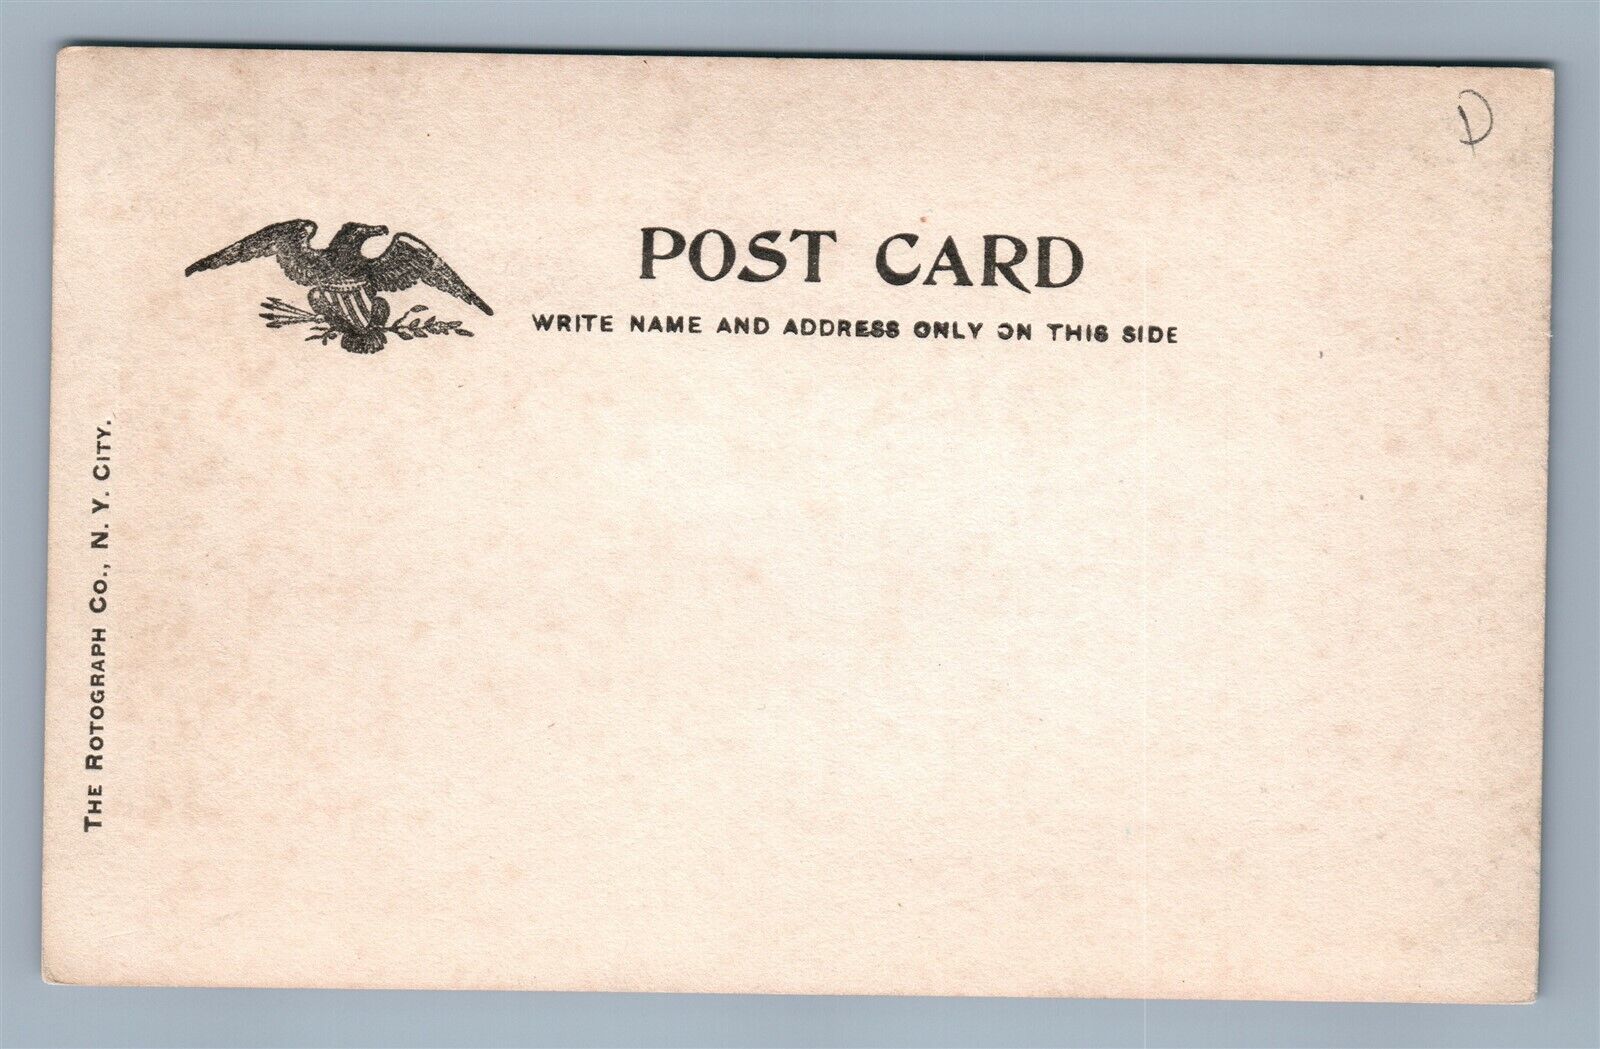 D
POST CARD
WRITE NAME AND ADDRESS ONLY ON THIS SIDE
THE ROTOGRAPH CO., N. Y. CITY.